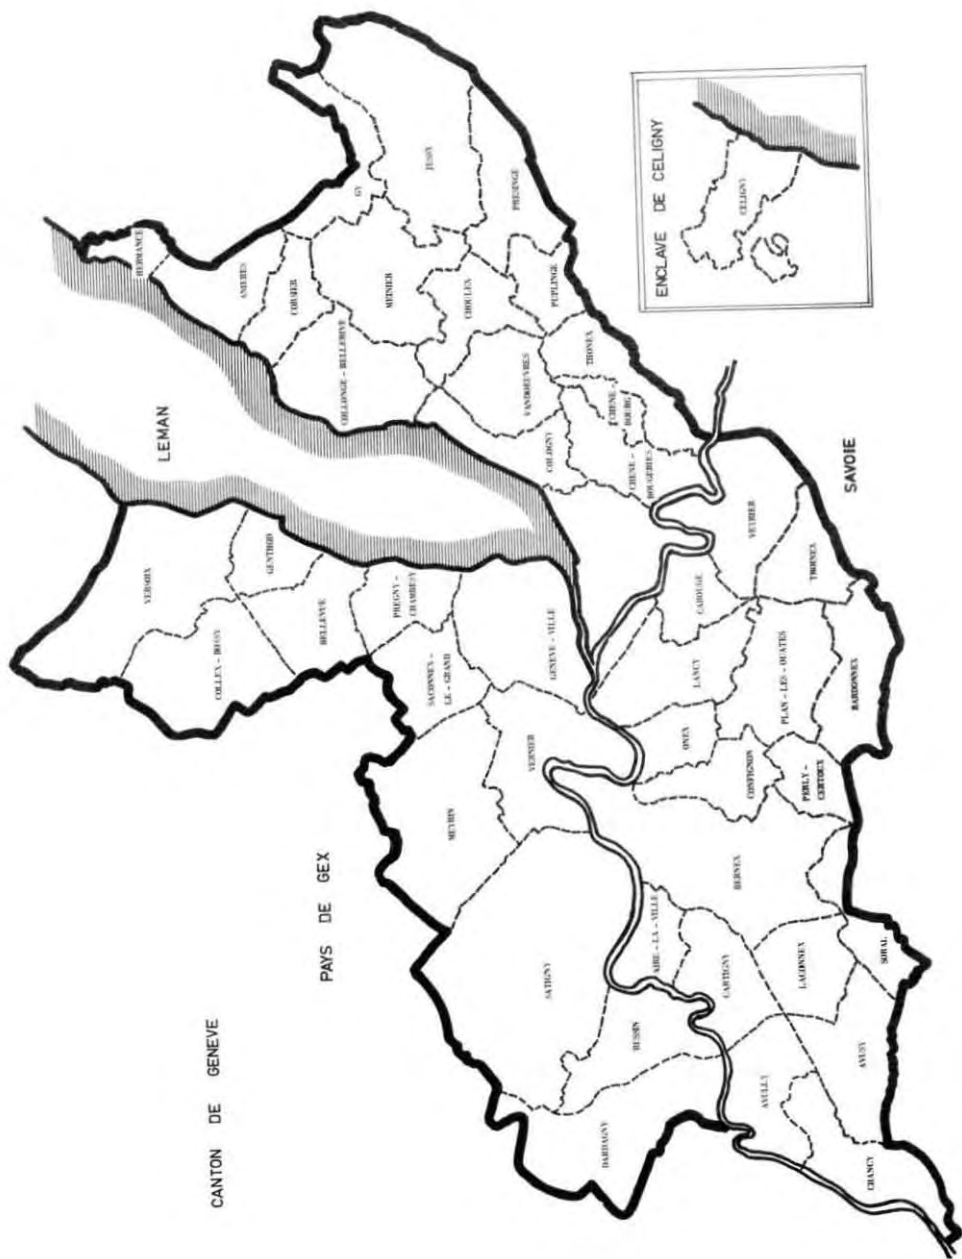 CANTON DE GENEVE
PAYS DE GEX
LEMAN
SAVOIE
ENCLAVE DE CELIGNY
CELIGNY
HERMANCE
ANIERES
CORSIER
COLLONGE - BELLERIVE
GY
JUSSY
MEINIER
CHOULEX
PRESINGE
PUPLINGE
VANDOEUVRES
COLOGNY
THONEX
CHENE -
BOURG
CHENE -
BOUGERIES
VERSOIX
GENTHOD
COLLEX - BOSSY
BELLEVUE
PREGNY -
CHAMBESY
SACONNEX -
LE - GRAND
GENEVE - VILLE
VERNIER
MEYRIN
SATIGNY
RUSSIN
DARDAGNY
VEYRIER
TROINEX
CAROUGE
LANCY
PLAN - LES - OUATES
BARDONNEX
ONEX
CONFIGNON
PERLY -
CERTOUX
BERNEX
AIRE - LA - VILLE
CARTIGNY
LACONNEX
SORAL
AVULLY
AVUSY
CHANCY